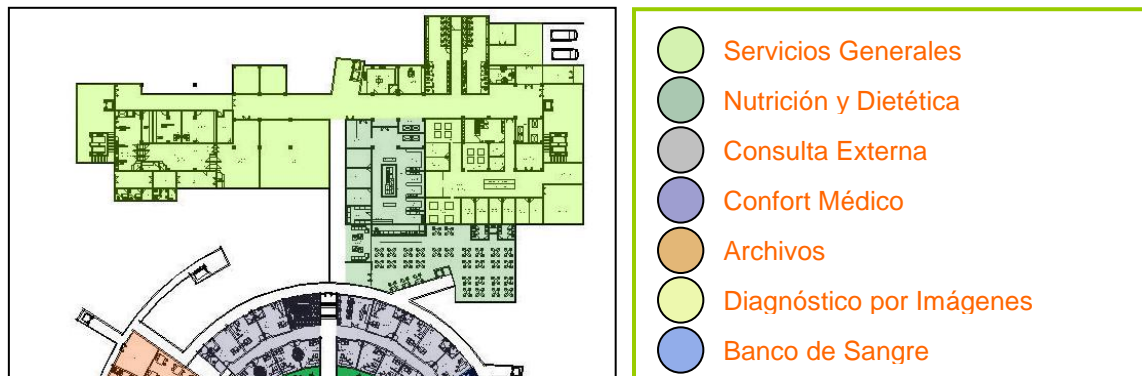 Servicios Generales
Nutrición y Dietética
Consulta Externa
Confort Médico
Archivos
Diagnóstico por Imágenes
Banco de Sangre